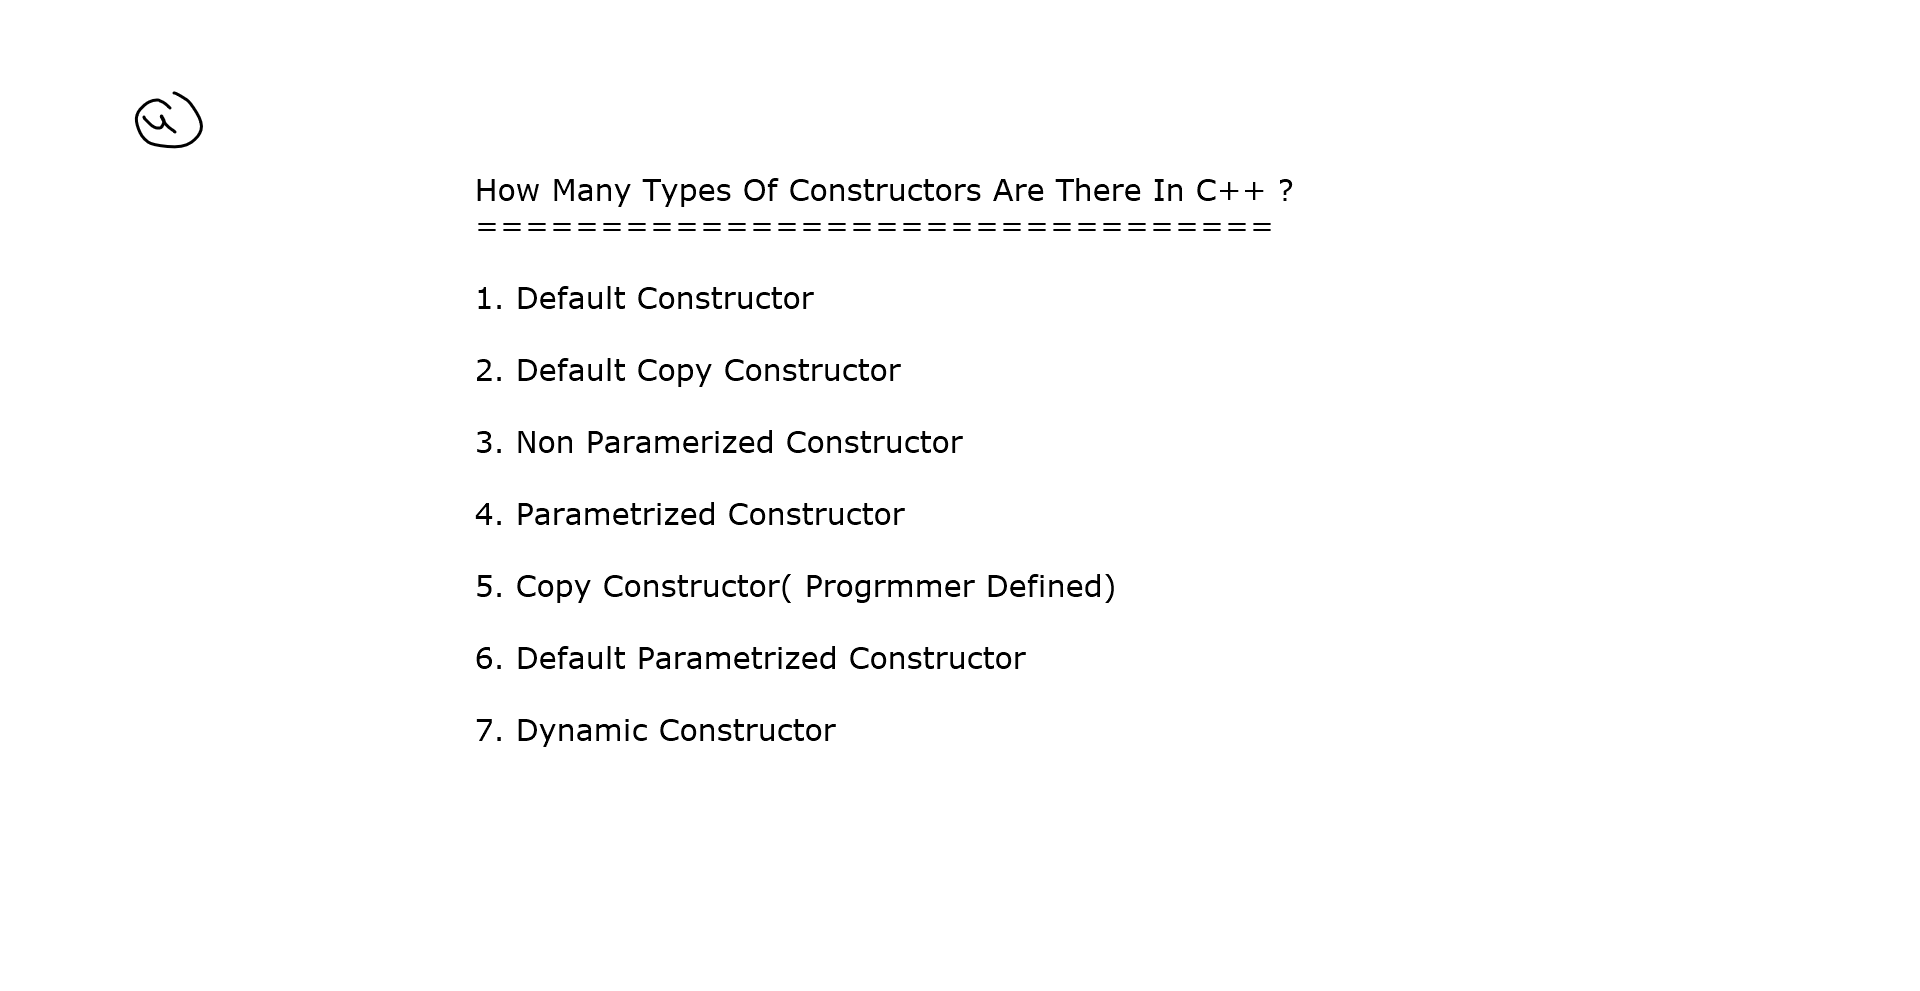 How Many Types Of Constructors Are There In C++ ?
================================
1. Default Constructor
2. Default Copy Constructor
3. Non Paramerized Constructor
4. Parametrized Constructor
5. Copy Constructor( Progrmmer Defined)
6. Default Parametrized Constructor
7. Dynamic Constructor